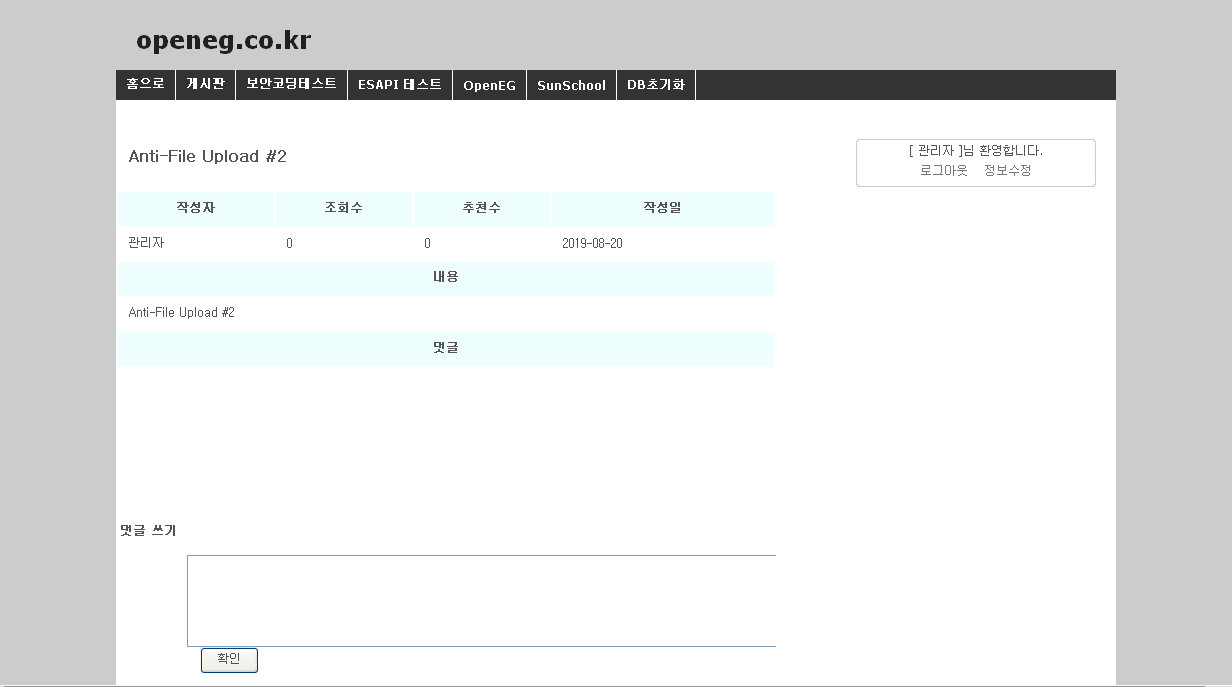 openeg.co.kr
홈으로 게시판 보안코딩테스트 ESAPI 테스트 OpenEG SunSchool DB초기화
Anti-File Upload #2
[ 관리자 ]님 환영합니다.
로그아웃 정보수정
작성자 조회수 추천수 작성일
관리자 0 0 2019-08-20
내용
Anti-File Upload #2
댓글
댓글 쓰기
확인